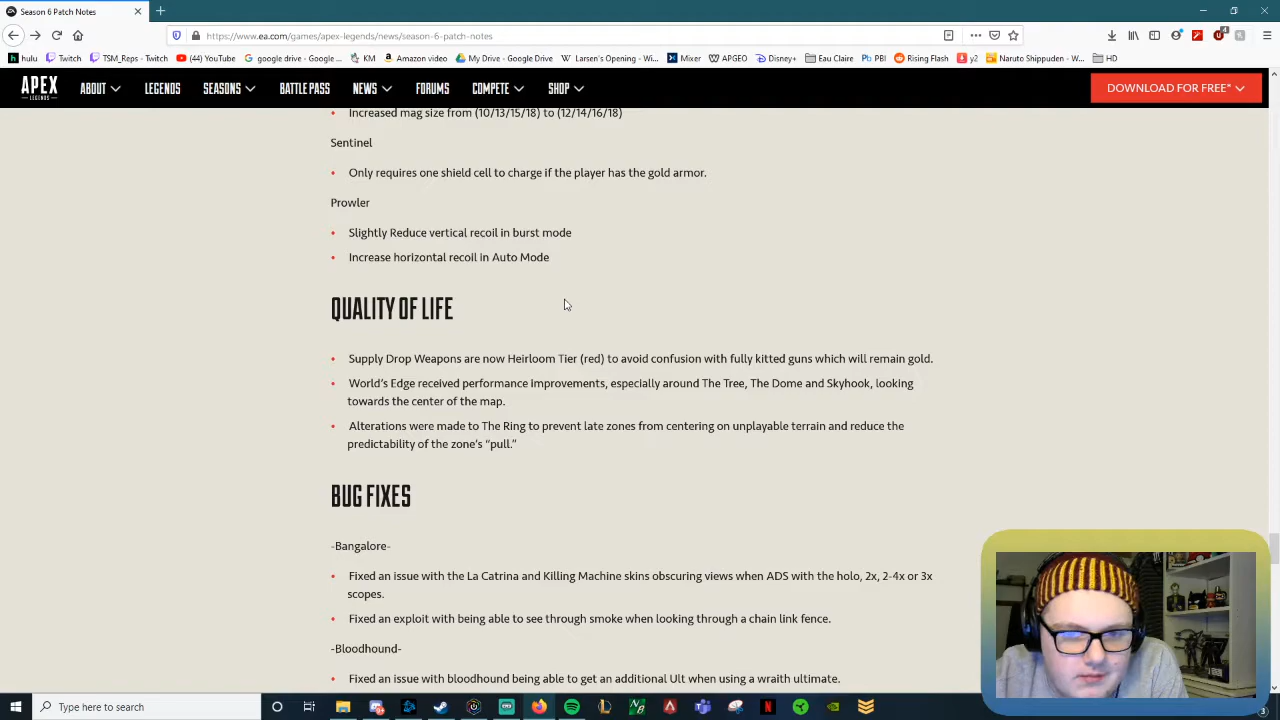 Season 6 Patch Notes
https://www.ea.com/games/apex-legends/news/season-6-patch-notes
hulu Twitch TSM_Reps - Twitch (44) YouTube google drive - Google ... KM Amazon video My Drive - Google Drive Larsen's Opening - Wi... Mixer APGEO Disney+ Eau Claire PBI Rising Flash y2 Naruto Shippuden - W... HD
APEX LEGENDS ABOUT LEGENDS SEASONS BATTLE PASS NEWS FORUMS COMPETE SHOP DOWNLOAD FOR FREE*
• Increased mag size from (10/13/15/18) to (12/14/16/18)
Sentinel
• Only requires one shield cell to charge if the player has the gold armor.
Prowler
• Slightly Reduce vertical recoil in burst mode
• Increase horizontal recoil in Auto Mode
QUALITY OF LIFE
• Supply Drop Weapons are now Heirloom Tier (red) to avoid confusion with fully kitted guns which will remain gold.
• World's Edge received performance improvements, especially around The Tree, The Dome and Skyhook, looking
towards the center of the map.
• Alterations were made to The Ring to prevent late zones from centering on unplayable terrain and reduce the
predictability of the zone's “pull.”
BUG FIXES
-Bangalore-
• Fixed an issue with the La Catrina and Killing Machine skins obscuring views when ADS with the holo, 2x, 2-4x or 3x
scopes.
• Fixed an exploit with being able to see through smoke when looking through a chain link fence.
-Bloodhound-
• Fixed an issue with bloodhound being able to get an additional Ult when using a wraith ultimate.
Type here to search